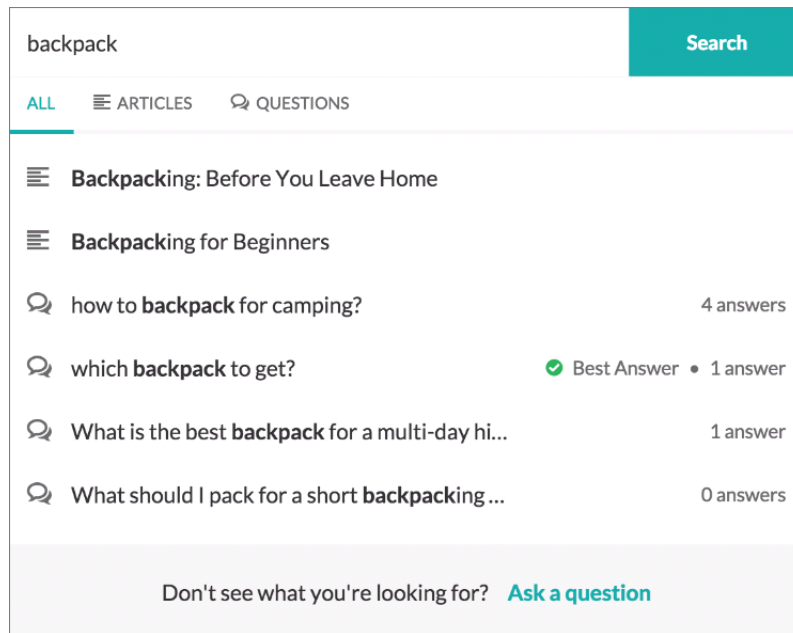 backpack Search
ALL ARTICLES QUESTIONS
Backpacking: Before You Leave Home
Backpacking for Beginners
how to backpack for camping? 4 answers
which backpack to get? Best Answer • 1 answer
What is the best backpack for a multi-day hi... 1 answer
What should I pack for a short backpacking ... 0 answers
Don't see what you're looking for? Ask a question